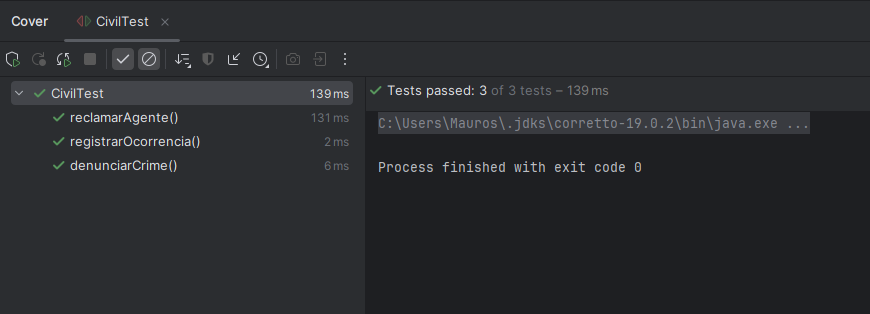 Cover CivilTest
CivilTest 139 ms
reclamarAgente() 131 ms
registrarOcorrencia() 2 ms
denunciarCrime() 6 ms
Tests passed: 3 of 3 tests – 139 ms
C:\Users\Mauros\.jdks\corretto-19.0.2\bin\java.exe ...
Process finished with exit code 0